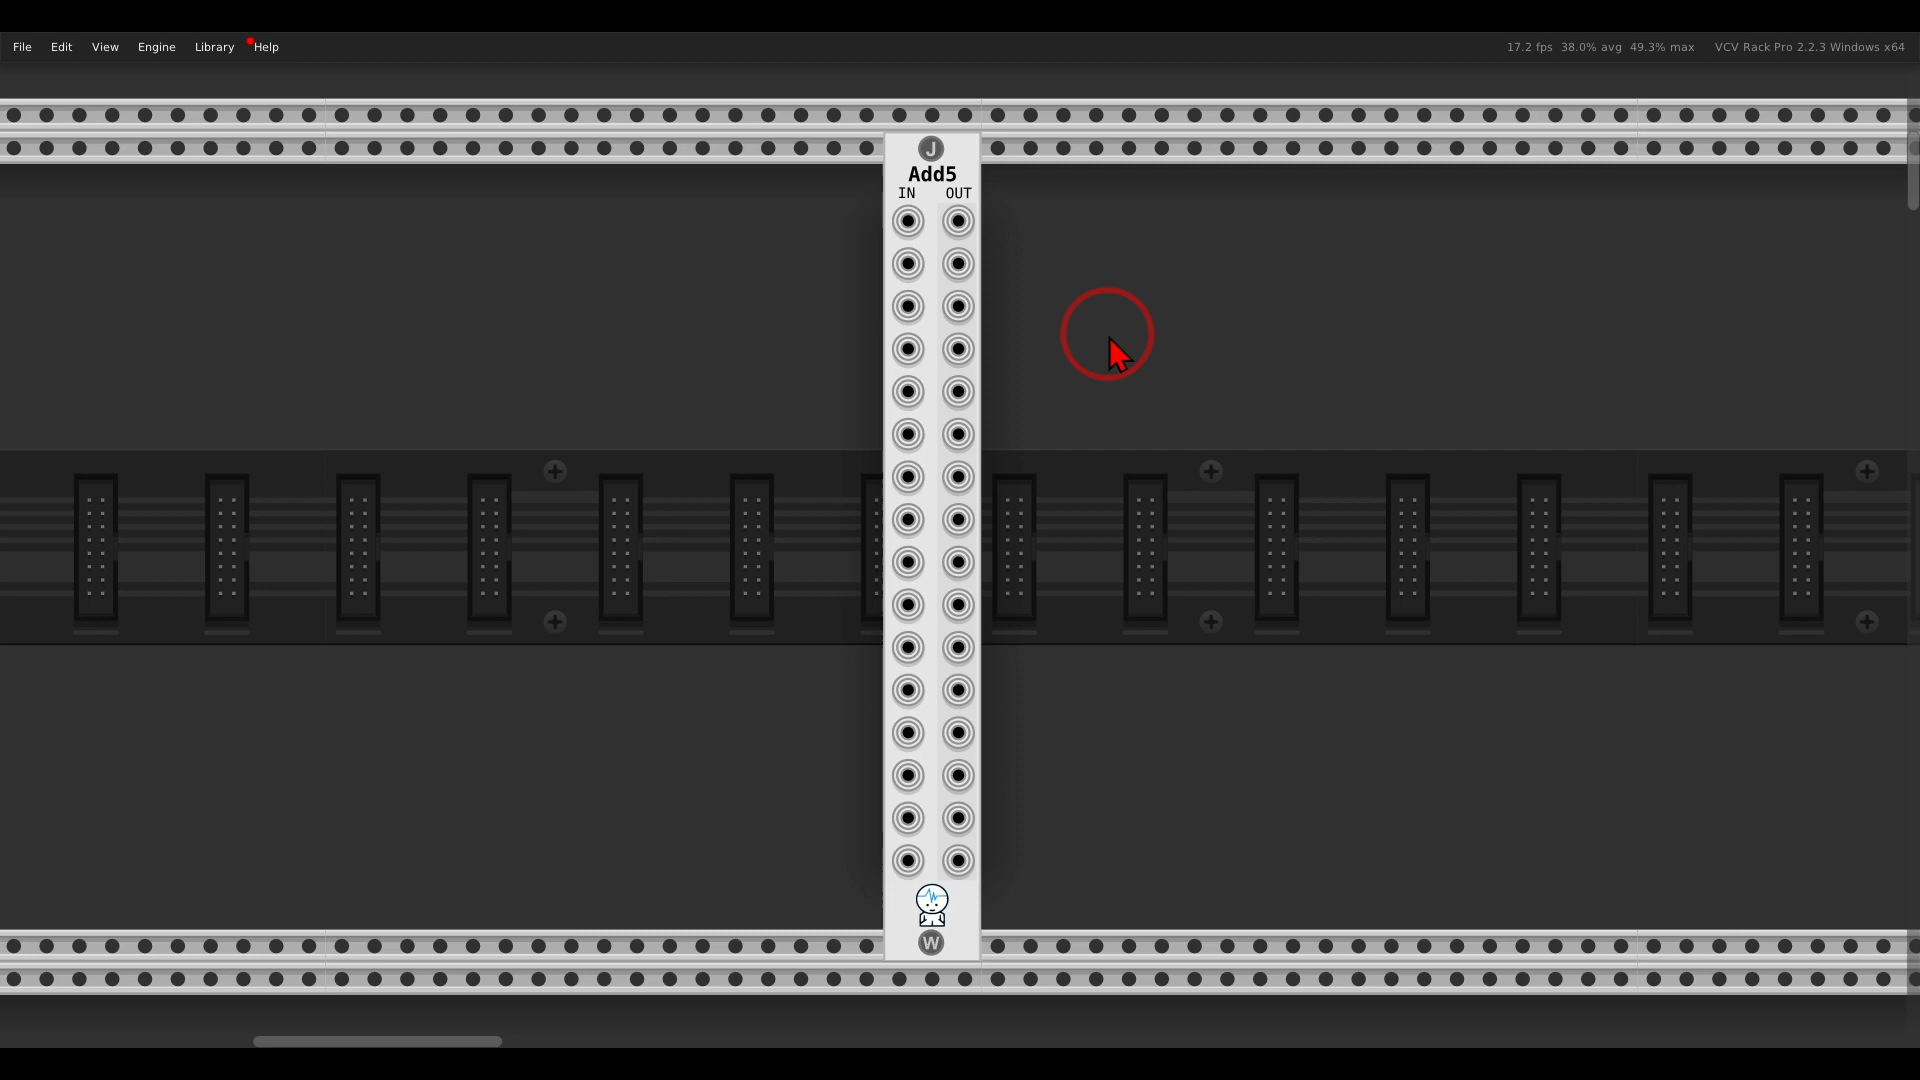 File Edit View Engine Library Help 17.2 fps 38.0% avg 49.3% max VCV Rack Pro 2.2.3 Windows x64
J
Add5
IN OUT
W